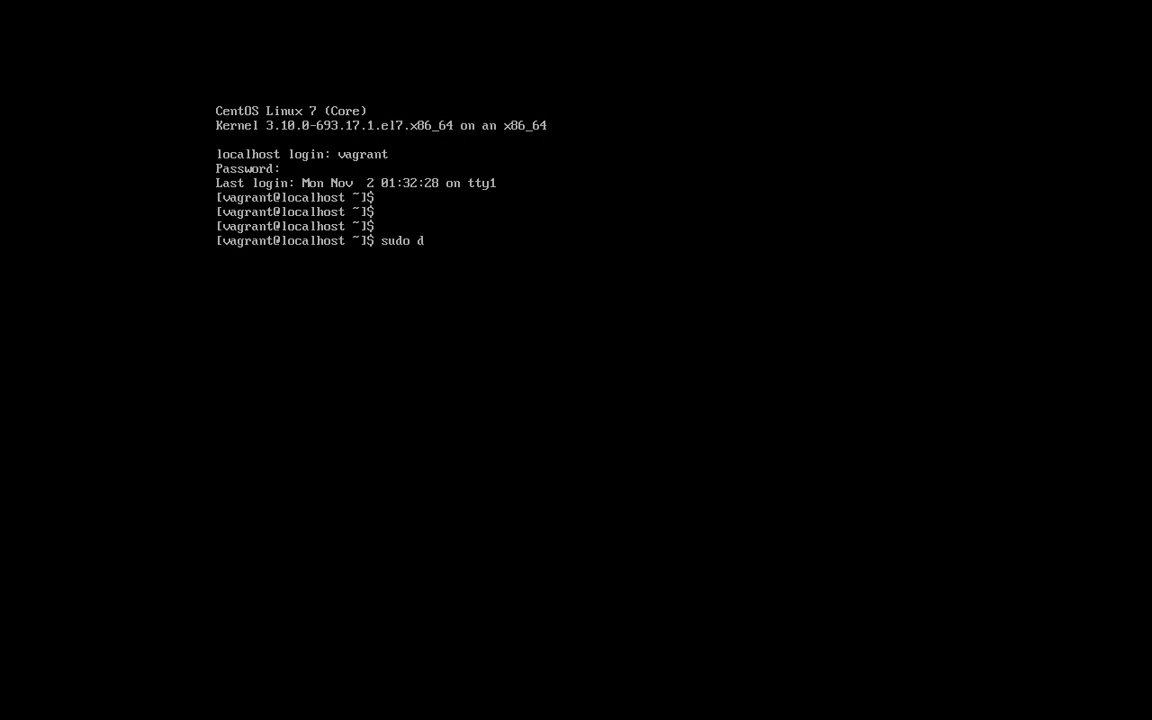 CentOS Linux 7 (Core)
Kernel 3.10.0-693.17.1.el7.x86_64 on an x86_64
localhost login: vagrant
Password:
Last login: Mon Nov  2 01:32:28 on tty1
[vagrant@localhost ~]$
[vagrant@localhost ~]$
[vagrant@localhost ~]$
[vagrant@localhost ~]$ sudo d